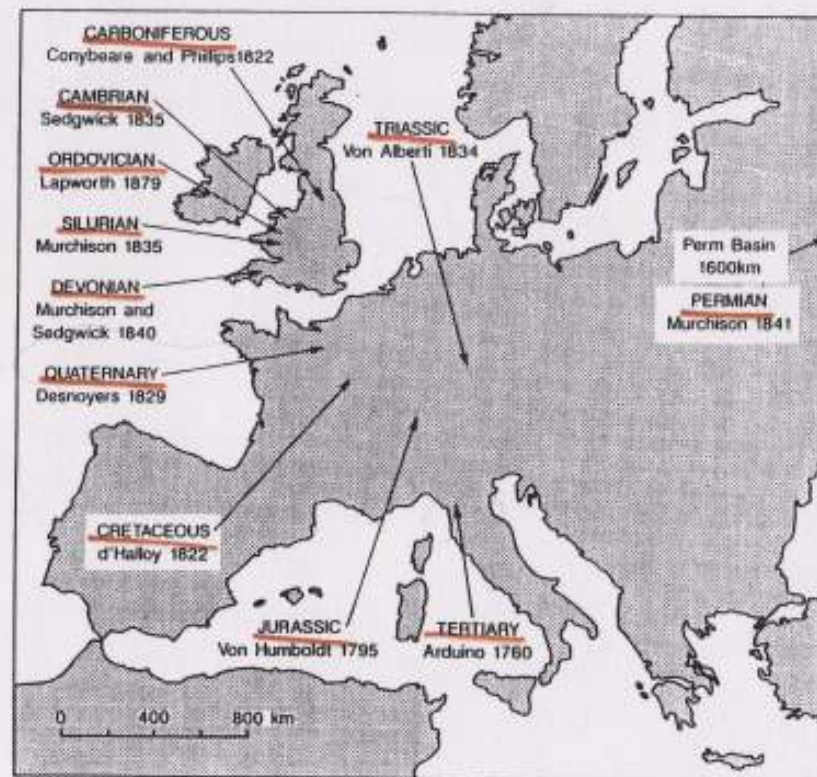 CARBONIFEROUS
Conybeare and Phillips1822
CAMBRIAN
Sedgwick 1835
ORDOVICIAN
Lapworth 1879
SILURIAN
Murchison 1835
DEVONIAN
Murchison and
Sedgwick 1840
QUATERNARY
Desnoyers 1829
TRIASSIC
Von Alberti 1834
Perm Basin
1600km
PERMIAN
Murchison 1841
CRETACEOUS
d'Halloy 1822
JURASSIC
Von Humboldt 1795
TERTIARY
Arduino 1760
0 400 800 km